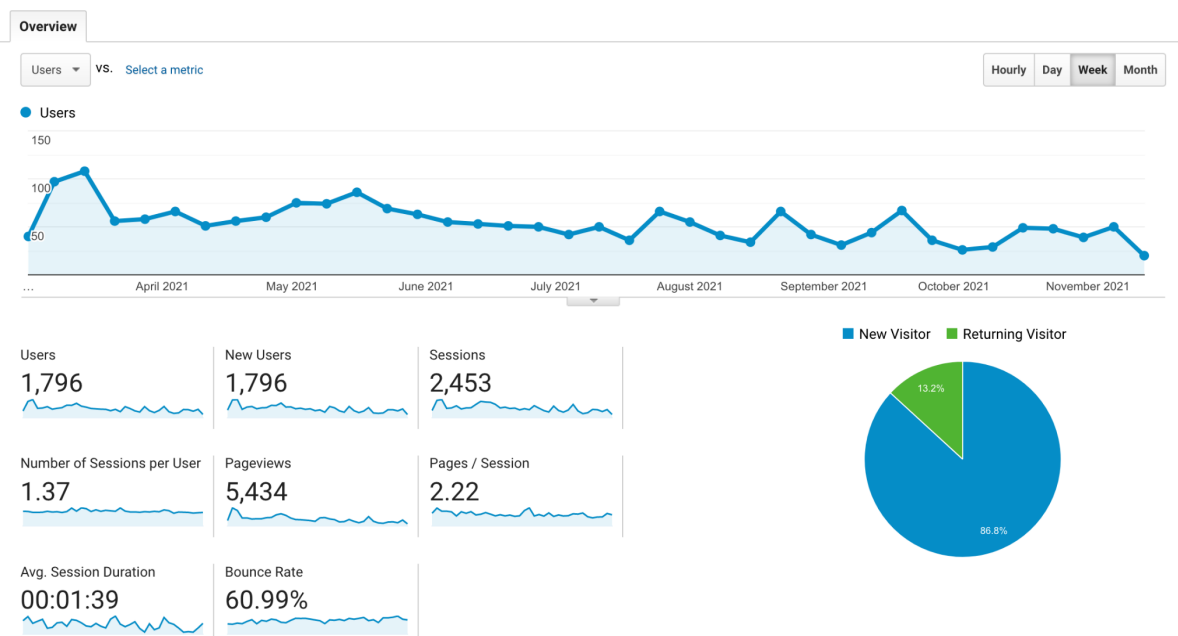 Overview
Users VS. Select a metric
Hourly Day Week Month
Users
150
100
50
... April 2021 May 2021 June 2021 July 2021 August 2021 September 2021 October 2021 November 2021
New Visitor Returning Visitor
Users New Users Sessions
1,796 1,796 2,453
13.2%
Number of Sessions per User Pageviews Pages / Session
1.37 5,434 2.22
86.8%
Avg. Session Duration Bounce Rate
00:01:39 60.99%